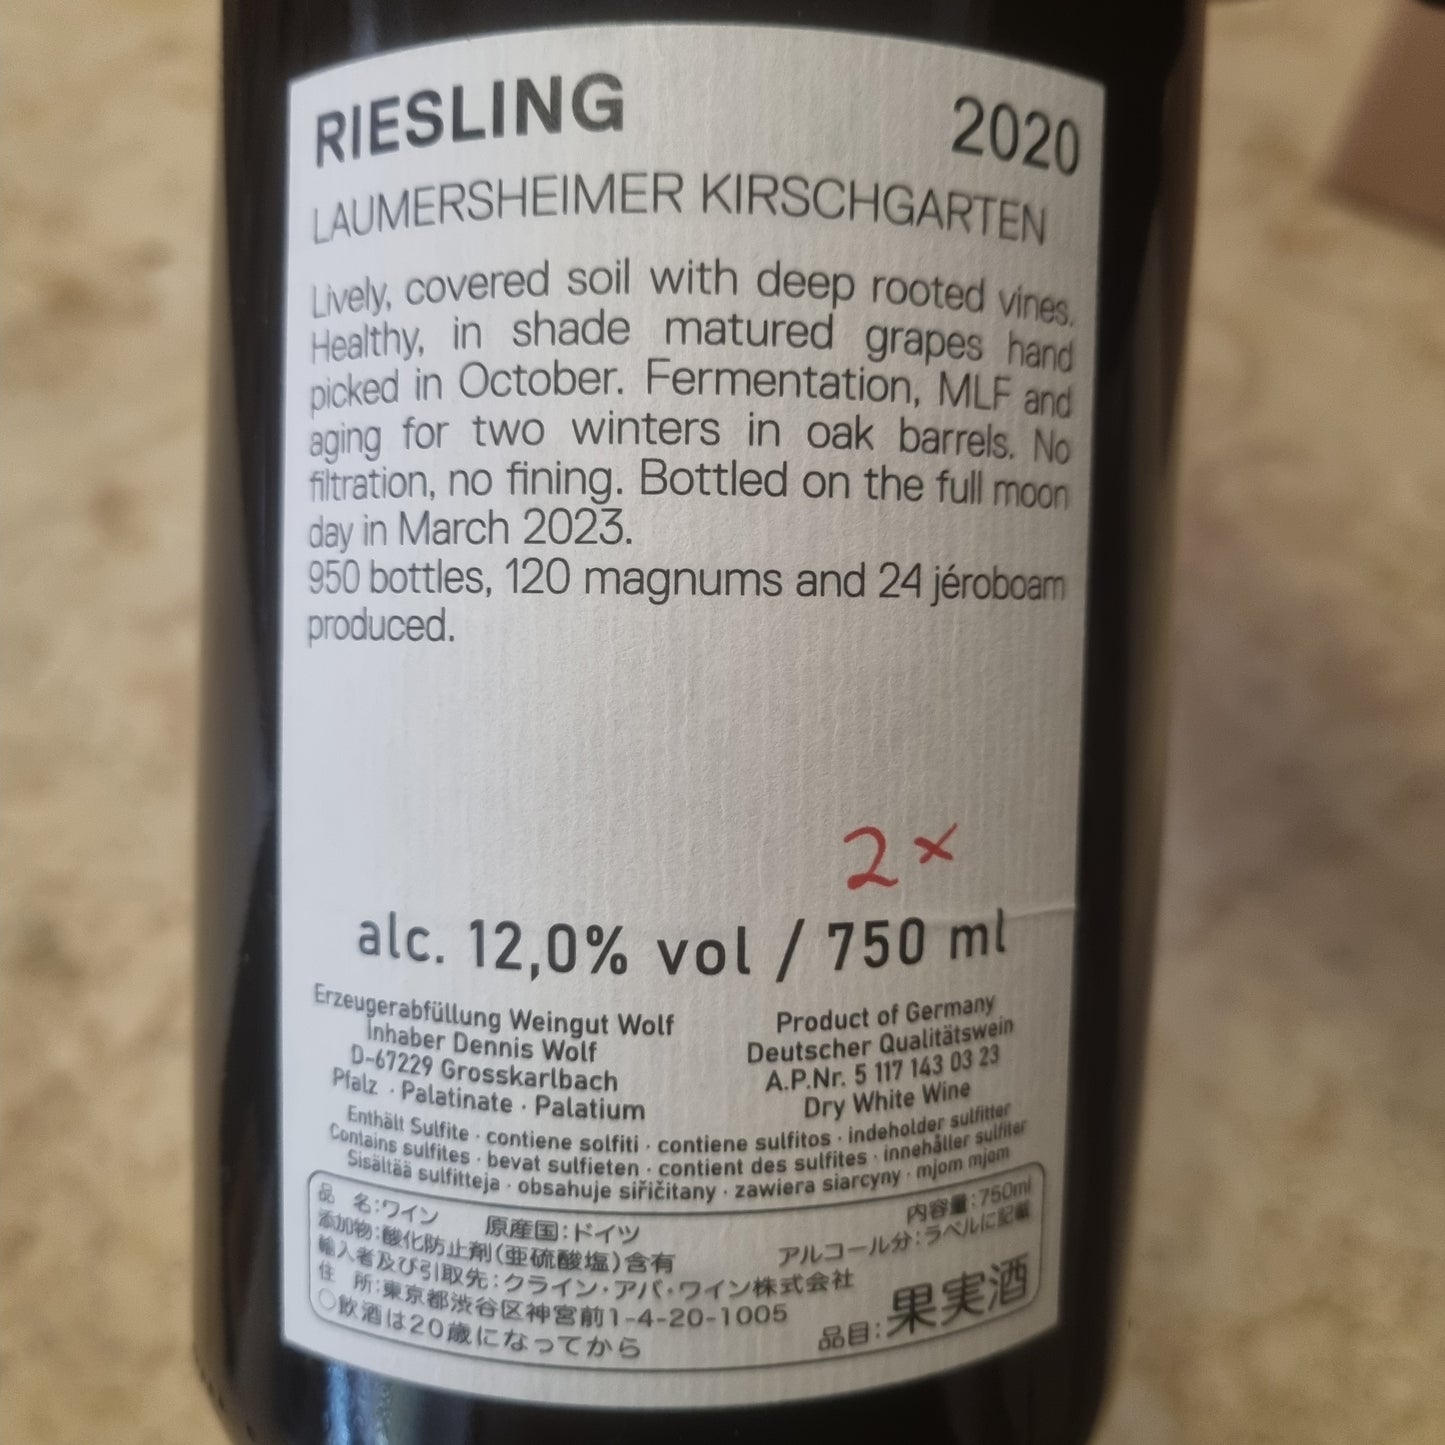 RIESLING 2020
LAUMERSHEIMER KIRSCHGARTEN
Lively, covered soil with deep rooted vines.
Healthy, in shade matured grapes hand
picked in October. Fermentation, MLF and
aging for two winters in oak barrels. No
filtration, no fining. Bottled on the full moon
day in March 2023.
950 bottles, 120 magnums and 24 jéroboam
produced.
2 x
alc. 12,0% vol / 750 ml
Erzeugerabfüllung Weingut Wolf
Inhaber Dennis Wolf
D-67229 Grosskarlbach
Pfalz · Palatinate · Palatium
Product of Germany
Deutscher Qualitätswein
A.P.Nr. 5 117 143 03 23
Dry White Wine
Enthält Sulfite · contiene solfiti · contiene sulfitos · indeholder sulfitter
Contains sulfites · bevat sulfieten · contient des sulfites · innehåller sulfiter
Sisältää sulfitteja · obsahuje siřičitany · zawiera siarcyny · mjom mjom
品 名:ワイン 原産国:ドイツ 内容量:750ml
添加物:酸化防止剤(亜硫酸塩)含有 アルコール分:ラベルに記載
輸入者及び引取先:クライン・アパ・ワイン株式会社
住 所:東京都渋谷区神宮前1-4-20-1005
○飲酒は20歳になってから 品目:果実酒